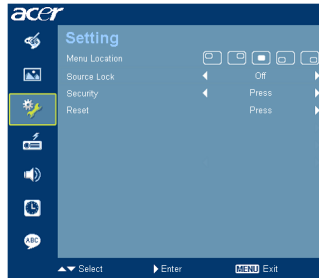 acer
Setting
Menu Location
Source Lock Off
Security Press
Reset Press
ABC
Select Enter MENU Exit